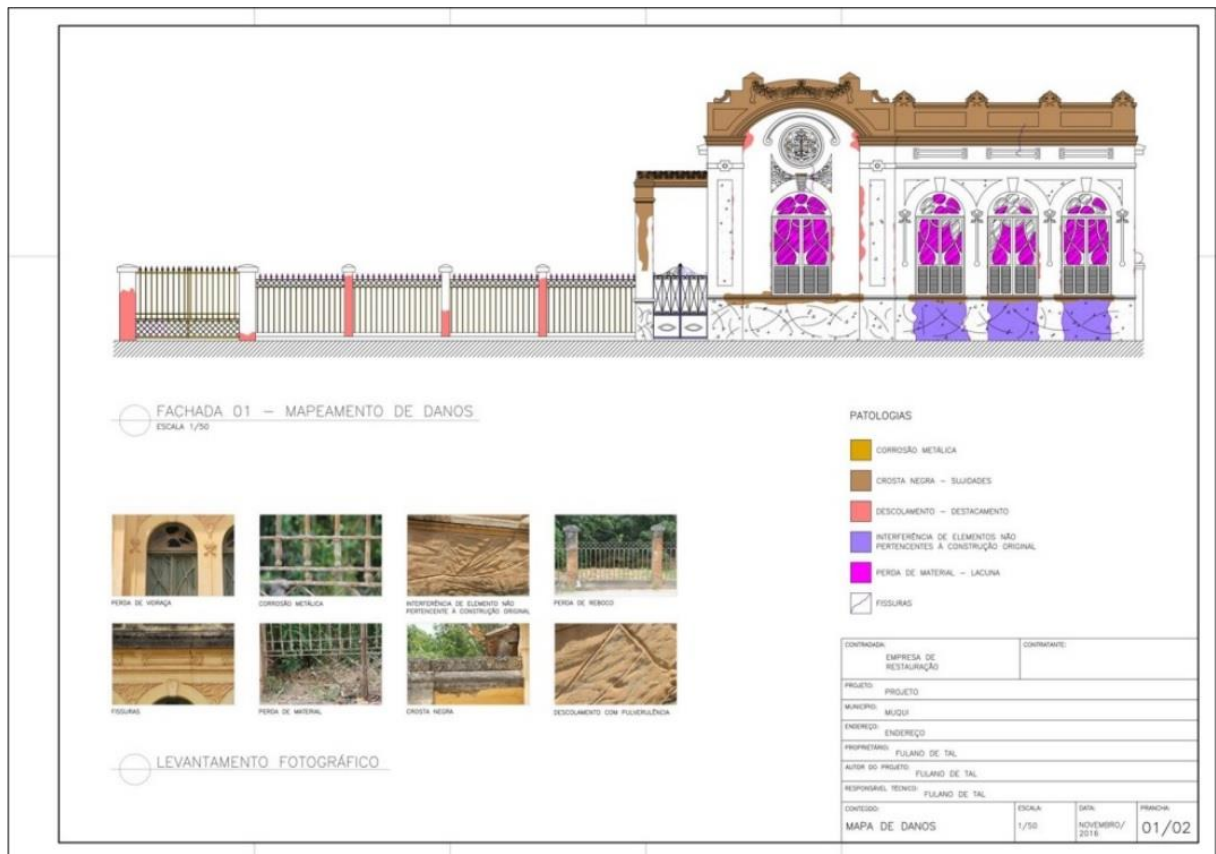 FACHADA 01 – MAPEAMENTO DE DANOS
ESCALA 1/50
PATOLOGIAS
CORROSÃO METÁLICA
CROSTA NEGRA – SUJIDADES
DESCOLAMENTO – DESTACAMENTO
INTERFERÊNCIA DE ELEMENTOS NÃO
PERTENCENTES À CONSTRUÇÃO ORIGINAL
PERDA DE MATERIAL – LACUNA
FISSURAS
PERDA DE VIDRAÇA
CORROSÃO METÁLICA
INTERFERÊNCIA DE ELEMENTO NÃO
PERTENCENTE À CONSTRUÇÃO ORIGINAL
PERDA DE REBOCO
FISSURAS
PERDA DE MATERIAL
CROSTA NEGRA
DESCOLAMENTO COM PULVERULÊNCIA
LEVANTAMENTO FOTOGRÁFICO
CONTRADADA:
EMPRESA DE
RESTAURAÇÃO
CONTRATANTE:
PROJETO:
PROJETO
MUNICÍPIO:
MUQUI
ENDEREÇO:
ENDEREÇO
PROPRIETÁRIO:
FULANO DE TAL
AUTOR DO PROJETO:
FULANO DE TAL
RESPONSÁVEL TÉCNICO:
FULANO DE TAL
CONTEÚDO:
MAPA DE DANOS
ESCALA:
1/50
DATA:
NOVEMBRO/
2016
PRANCHA:
01/02